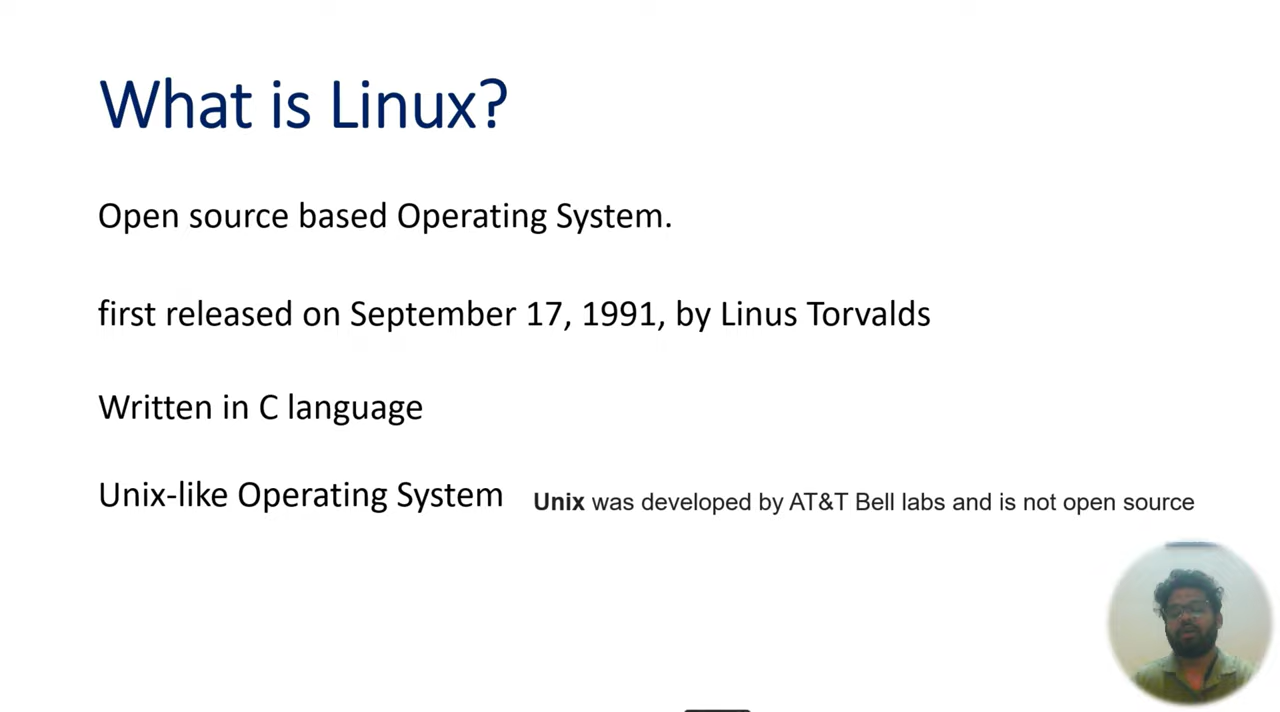 What is Linux?
Open source based Operating System.
first released on September 17, 1991, by Linus Torvalds
Written in C language
Unix-like Operating System
Unix was developed by AT&T Bell labs and is not open source